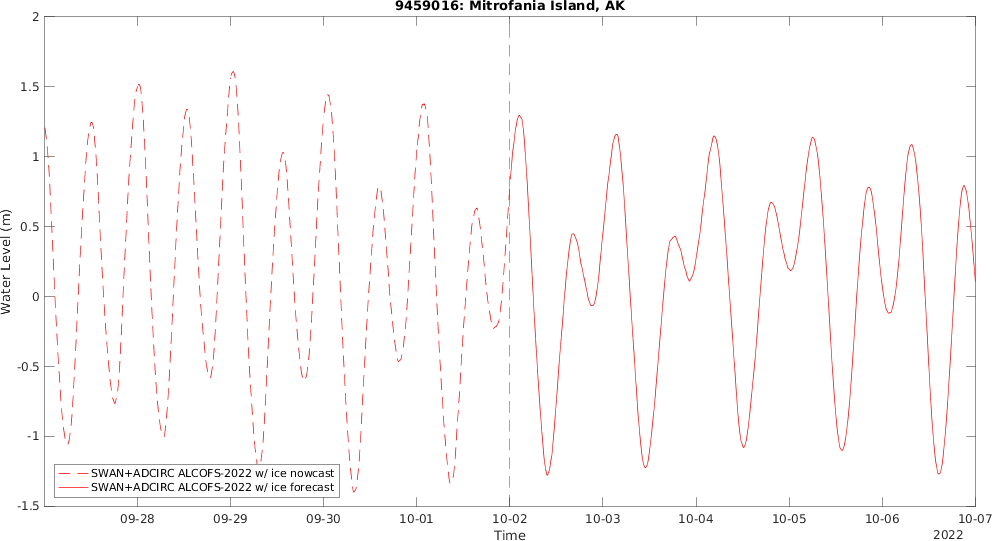 9459016: Mitrofania Island, AK
Water Level (m)
2
1.5
1
0.5
0
-0.5
-1
-1.5
SWAN+ADCIRC ALCOFS-2022 w/ ice nowcast
SWAN+ADCIRC ALCOFS-2022 w/ ice forecast
09-28 09-29 09-30 10-01 10-02 10-03 10-04 10-05 10-06 10-07
Time
2022